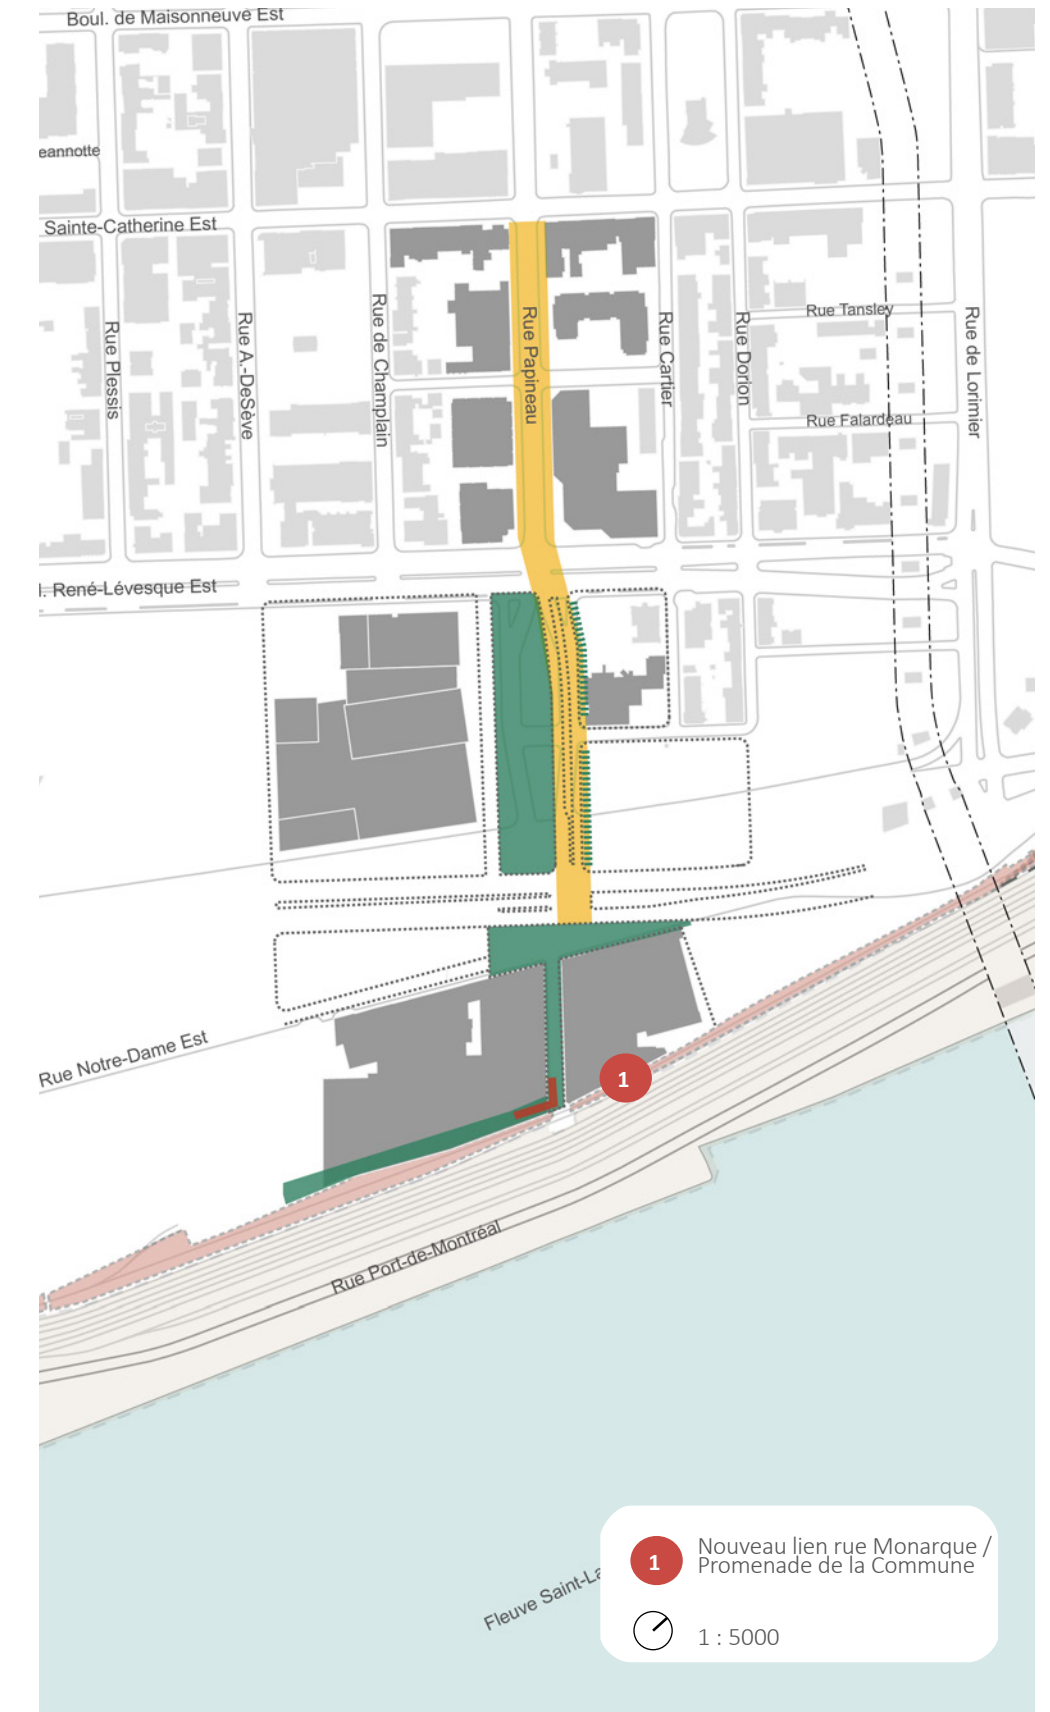 Boul. de Maisonneuve Est
eannotte
Sainte-Catherine Est
Rue Plessis
Rue A.-DeSève
Rue de Champlain
Rue Papineau
Rue Cartier
Rue Dorion
Rue Tansley
Rue Falardeau
Rue de Lorimier
l. René-Lévesque Est
Rue Notre-Dame Est
1
Rue Port-de-Montréal
Fleuve Saint-La
1
Nouveau lien rue Monarque /
Promenade de la Commune
1 : 5000